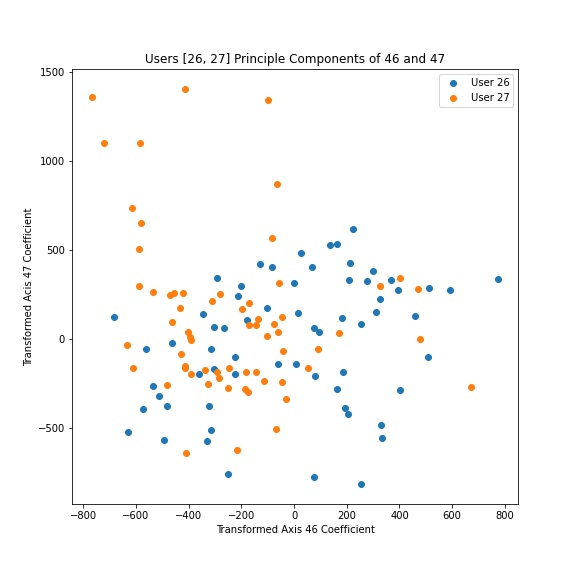 Users [26, 27] Principle Components of 46 and 47
User 26
User 27
Transformed Acis 47 Coefficient
1500
1000
500
0
−500
−800
−600
−400
−200
0
200
400
600
800
Transformed Axis 46 Coefficient